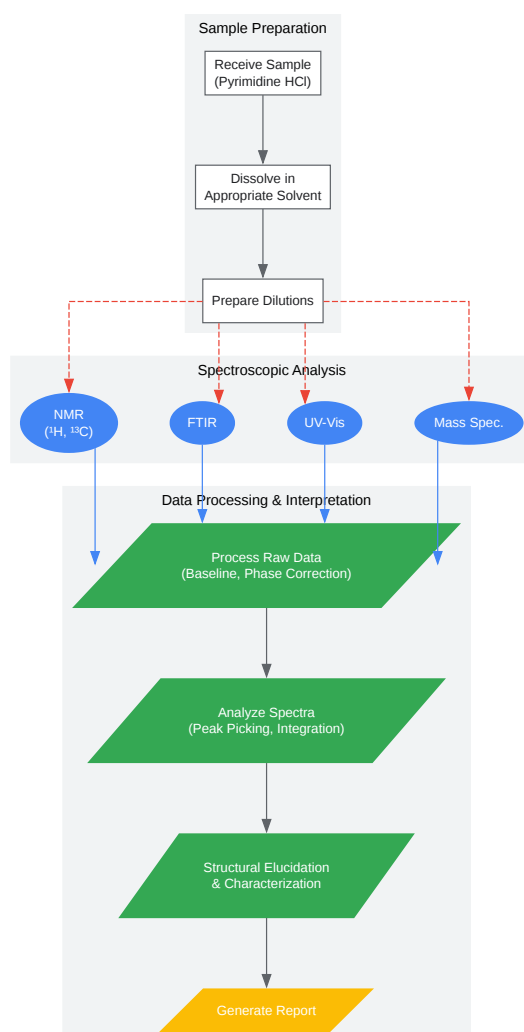 Sample Preparation
Receive Sample
(Pyrimidine HCl)
Dissolve in
Appropriate Solvent
Prepare Dilutions
Spectroscopic Analysis
NMR
(¹H, ¹³C)
FTIR
UV-Vis
Mass Spec.
Data Processing & Interpretation
Process Raw Data
(Baseline, Phase Correction)
Analyze Spectra
(Peak Picking, Integration)
Structural Elucidation
& Characterization
Generate Report